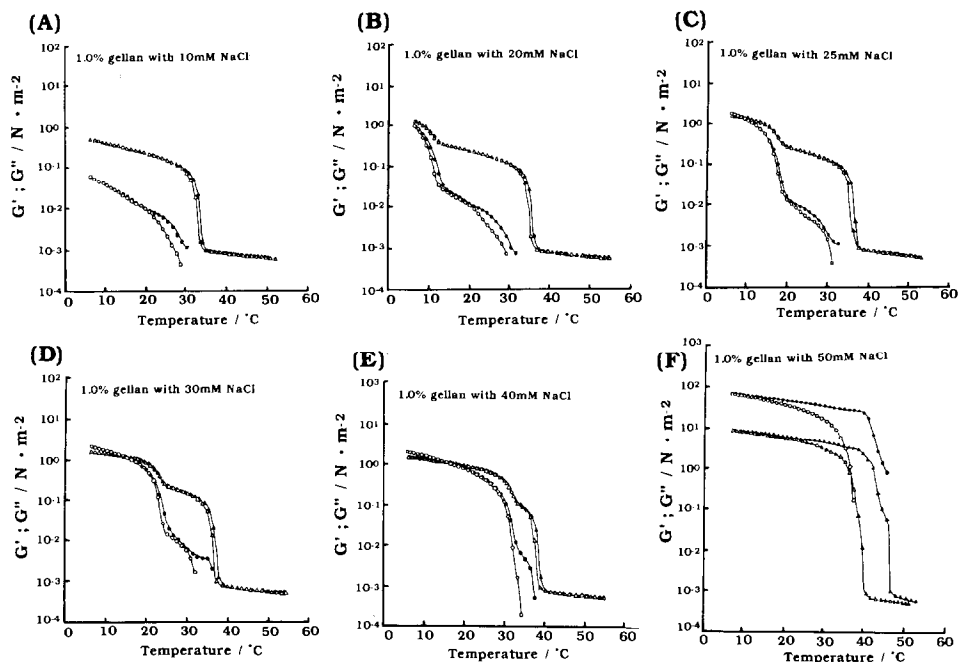 (A)
1.0% gellan with 10mM NaCl
10²
10¹
10⁰
10⁻¹
10⁻²
10⁻³
10⁻⁴
G' ; G'' / N • m⁻²
0 10 20 30 40 50 60
Temperature / °C
(B)
1.0% gellan with 20mM NaCl
10²
10¹
10⁰
10⁻¹
10⁻²
10⁻³
10⁻⁴
G' ; G'' / N • m⁻²
0 10 20 30 40 50 60
Temperature / °C
(C)
1.0% gellan with 25mM NaCl
10²
10¹
10⁰
10⁻¹
10⁻²
10⁻³
10⁻⁴
G' ; G'' / N • m⁻²
0 10 20 30 40 50 60
Temperature / °C
(D)
1.0% gellan with 30mM NaCl
10²
10¹
10⁰
10⁻¹
10⁻²
10⁻³
10⁻⁴
G' ; G'' / N • m⁻²
0 10 20 30 40 50 60
Temperature / °C
(E)
1.0% gellan with 40mM NaCl
10³
10¹
10⁰
10⁻¹
10⁻²
10⁻³
10⁻⁴
G' ; G'' / N • m⁻²
0 10 20 30 40 50 60
Temperature / °C
(F)
1.0% gellan with 50mM NaCl
10³
10²
10¹
10⁰
10⁻¹
10⁻²
10⁻³
10⁻⁴
G' ; G'' / N • m⁻²
0 10 20 30 40 50 60
Temperature / °C